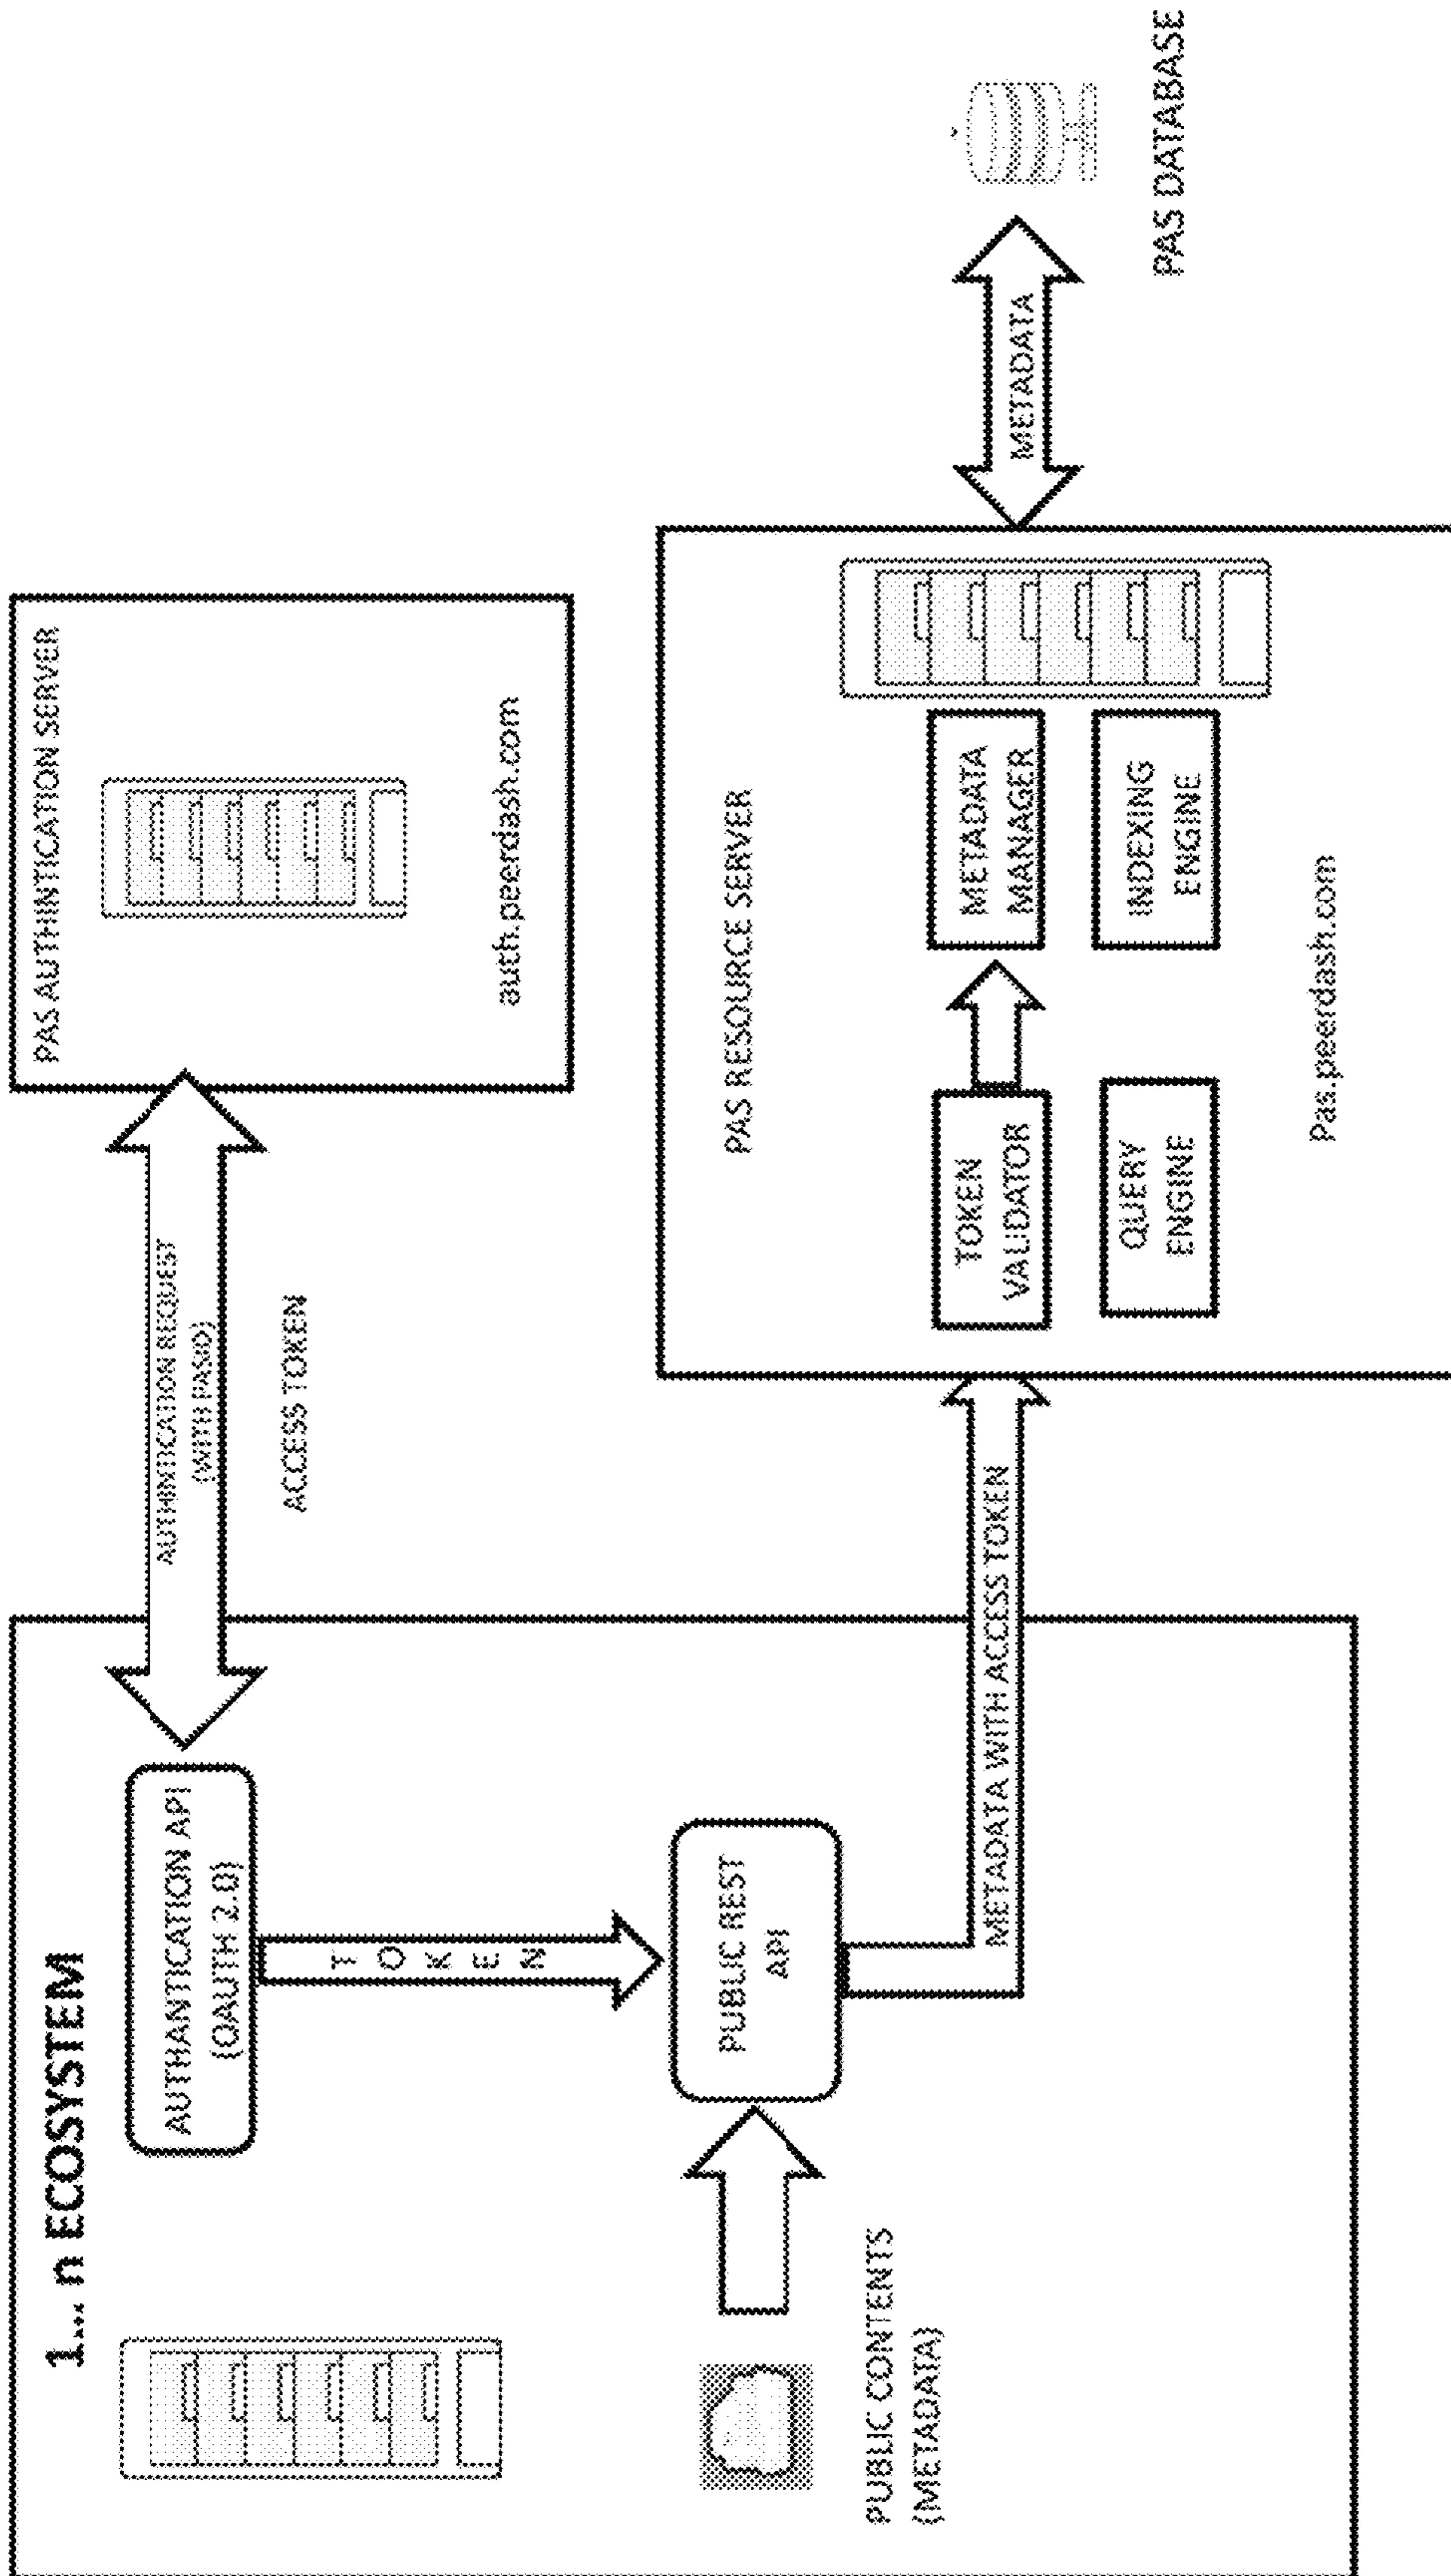 1... n ECOSYSTEM
AUTHANTICATION API
(OAUTH 2.0)
TOKEN
PUBLIC REST
API
PUBLIC CONTENTS
(METADATA)
AUTHINTICATION REQUEST
(WITH PASID)
ACCESS TOKEN
PAS AUTHINTICATION SERVER
auth.peerdash.com
METADATA WITH ACCESS TOKEN
PAS RESOURCE SERVER
TOKEN
VALIDATOR
METADATA
MANAGER
QUERY
ENGINE
INDEXING
ENGINE
Pas.peerdash.com
METADATA
PAS DATABASE